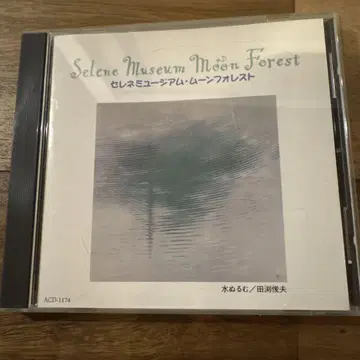 Selene Museum Moon Forest
セレネミュージアム・ムーンフォレスト
水ぬるむ/田渕俊夫
ACD-1174